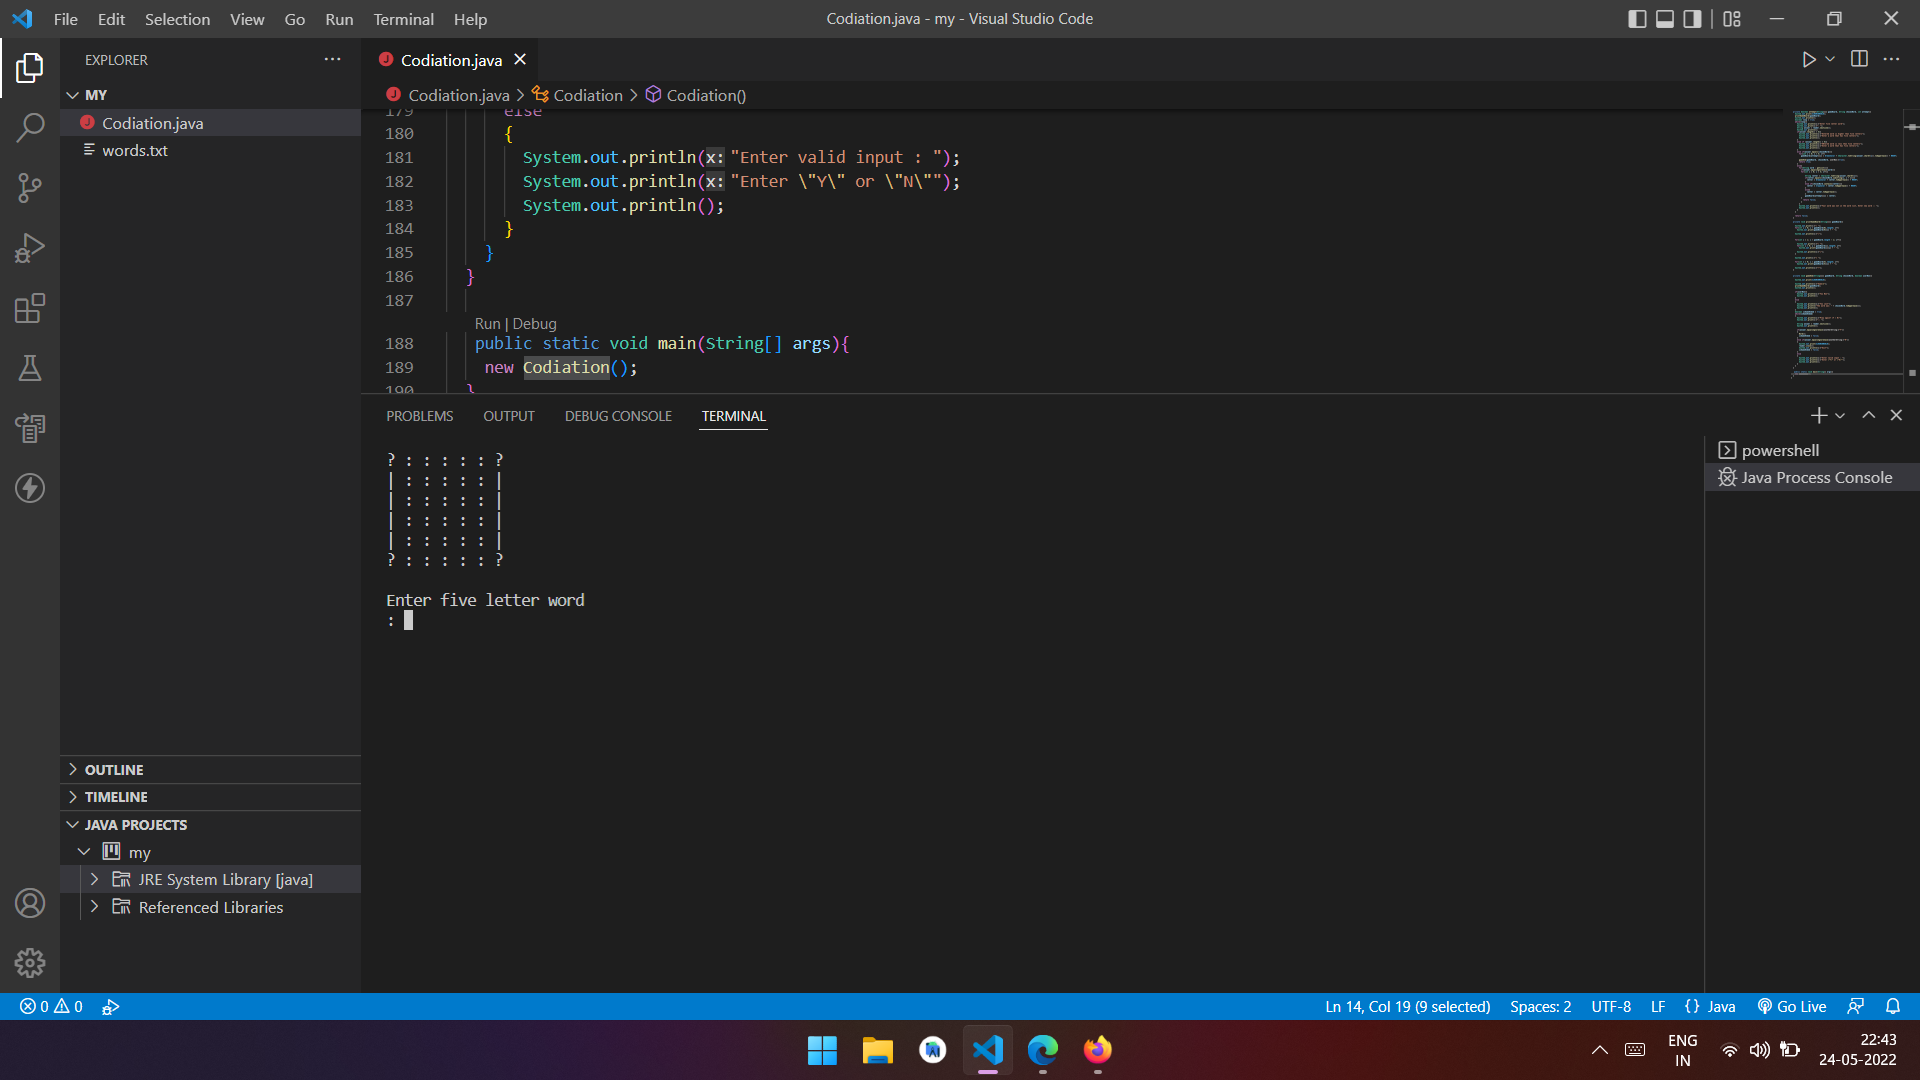 File Edit Selection View Go Run Terminal Help
Codiation.java - my - Visual Studio Code
EXPLORER
MY
Codiation.java
words.txt
OUTLINE
TIMELINE
JAVA PROJECTS
my
JRE System Library [java]
Referenced Libraries
Codiation.java
Codiation.java > Codiation > Codiation()
179 else
180 {
181 System.out.println(x: "Enter valid input : ");
182 System.out.println(x: "Enter \"Y\" or \"N\"");
183 System.out.println();
184 }
185 }
186 }
187
Run | Debug
188 public static void main(String[] args){
189 new Codiation();
190 }
PROBLEMS OUTPUT DEBUG CONSOLE TERMINAL
? : : : : : ?
| : : : : : |
| : : : : : |
| : : : : : |
| : : : : : |
? : : : : : ?
Enter five letter word
:
powershell
Java Process Console
0 0
Ln 14, Col 19 (9 selected) Spaces: 2 UTF-8 LF {} Java Go Live
ENG
IN
22:43
24-05-2022